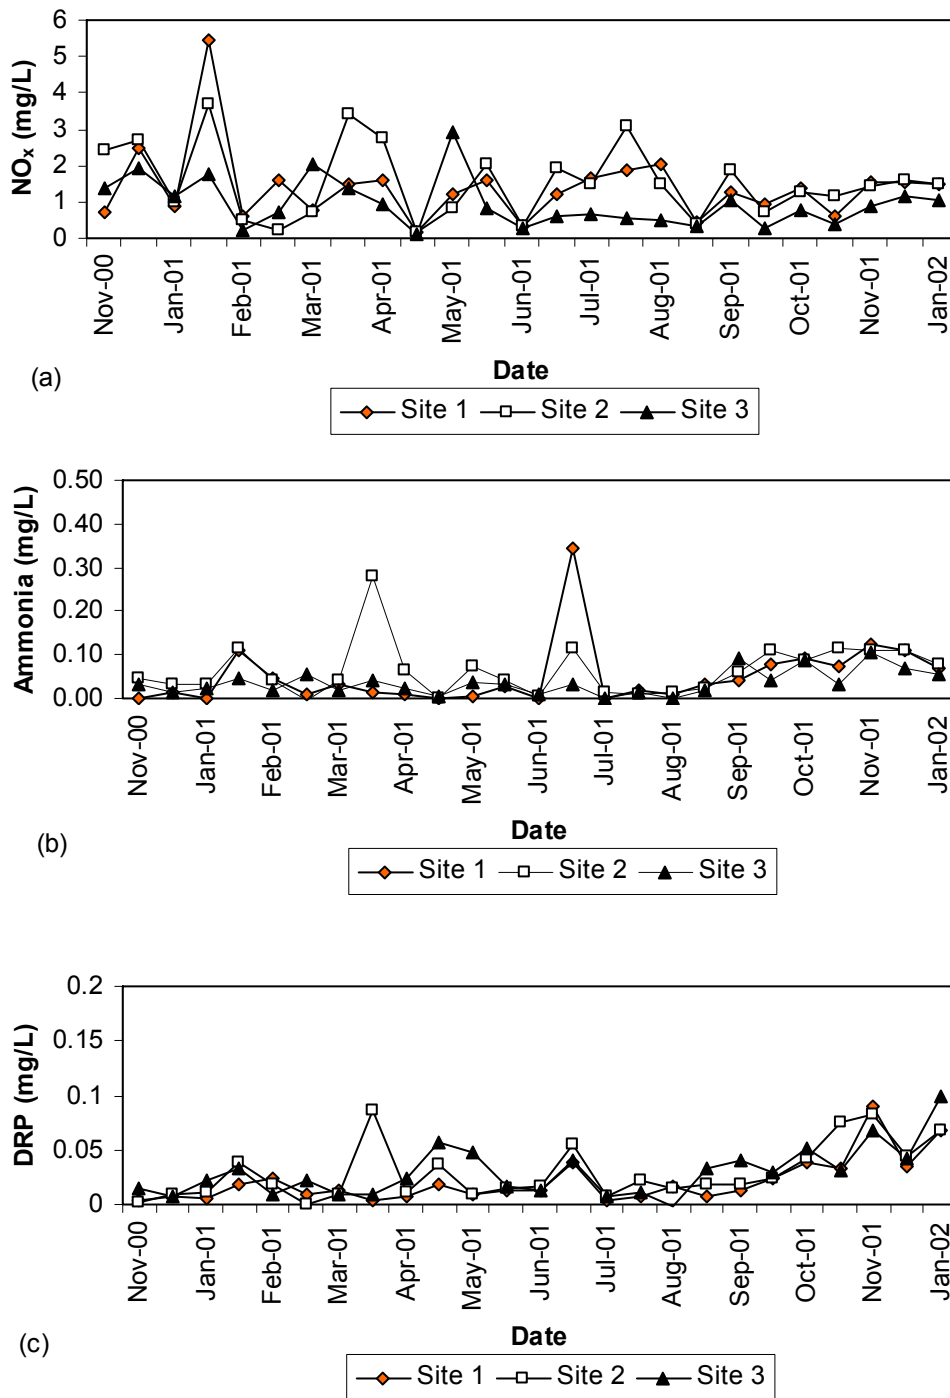 NOx (mg/L)
6
5
4
3
2
1
0
Nov-00 Jan-01 Feb-01 Mar-01 Apr-01 May-01 Jun-01 Jul-01 Aug-01 Sep-01 Oct-01 Nov-01 Jan-02
Date
(a)
Site 1 Site 2 Site 3
Ammonia (mg/L)
0.50
0.40
0.30
0.20
0.10
0.00
Nov-00 Jan-01 Feb-01 Mar-01 Apr-01 May-01 Jun-01 Jul-01 Aug-01 Sep-01 Oct-01 Nov-01 Jan-02
Date
(b)
Site 1 Site 2 Site 3
DRP (mg/L)
0.2
0.15
0.1
0.05
0
Nov-00 Jan-01 Feb-01 Mar-01 Apr-01 May-01 Jun-01 Jul-01 Aug-01 Sep-01 Oct-01 Nov-01 Jan-02
Date
(c)
Site 1 Site 2 Site 3